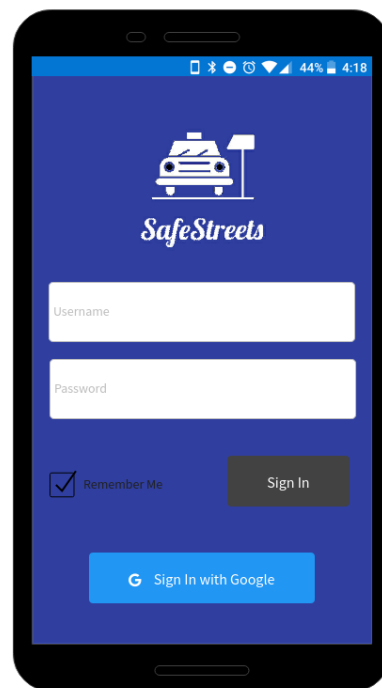 44% 4:18
SafeStreets
Username
Password
Remember Me
Sign In
G Sign In with Google